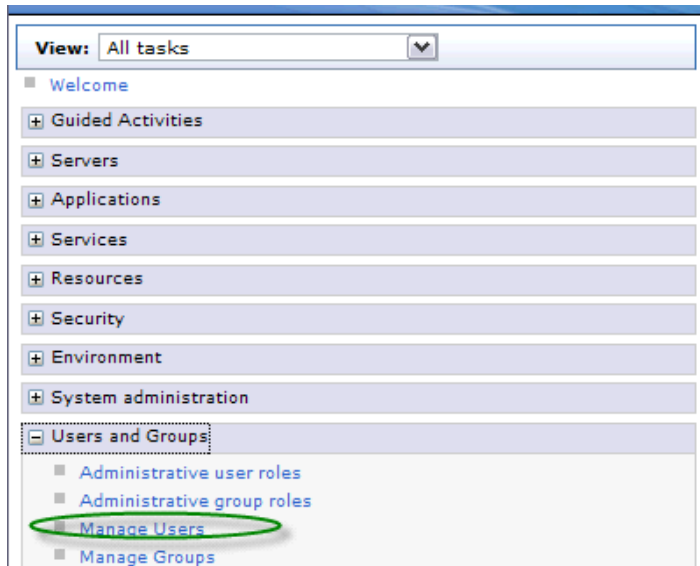 View: All tasks
Welcome
Guided Activities
Servers
Applications
Services
Resources
Security
Environment
System administration
Users and Groups
Administrative user roles
Administrative group roles
Manage Users
Manage Groups